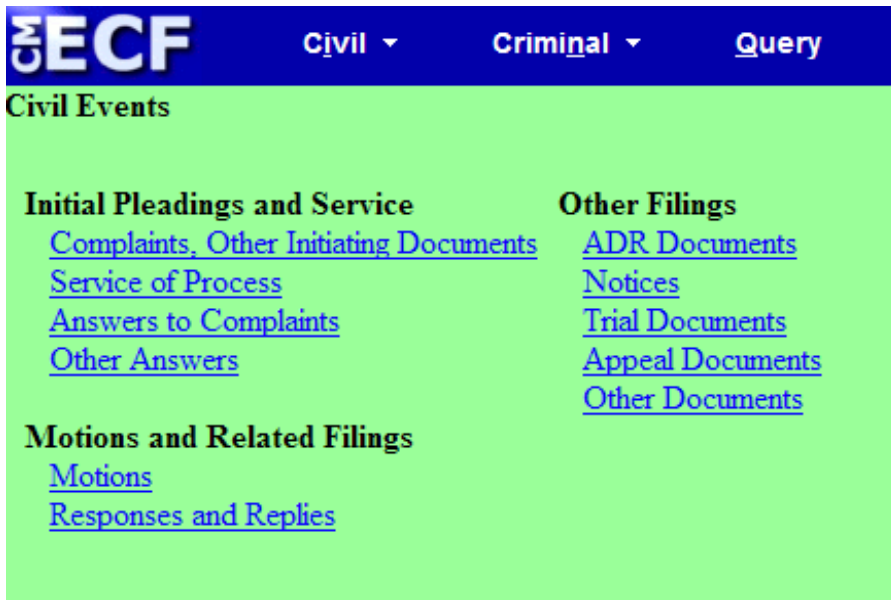 CM ECF Civil Criminal Query
Civil Events
Initial Pleadings and Service
Complaints, Other Initiating Documents
Service of Process
Answers to Complaints
Other Answers
Motions and Related Filings
Motions
Responses and Replies
Other Filings
ADR Documents
Notices
Trial Documents
Appeal Documents
Other Documents